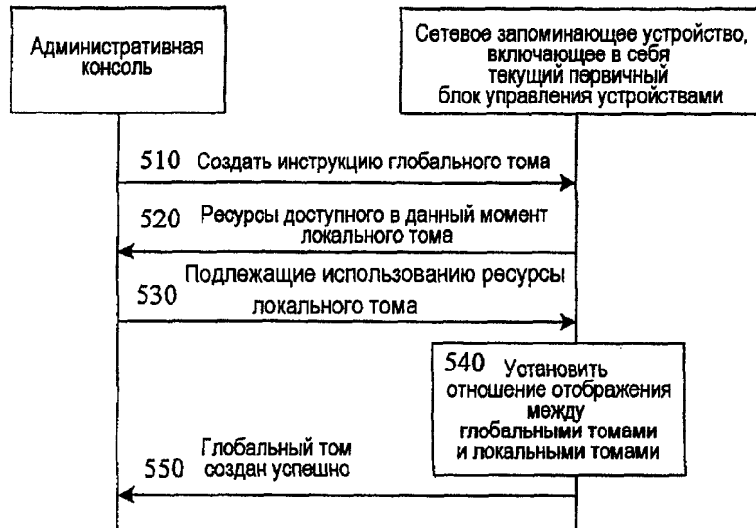 Административная
консоль
Сетевое запоминающее устройство,
включающее в себя
текущий первичный
блок управления устройствами
510 Создать инструкцию глобального тома
520 Ресурсы доступного в данный момент
локального тома
530 Подлежащие использованию ресурсы
локального тома
540 Установить
отношение отображения
между
глобальными томами
и локальными томами
550 Глобальный том
создан успешно